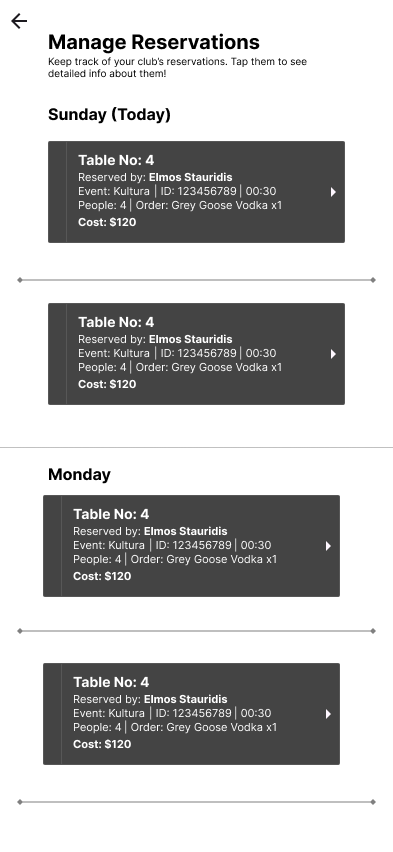 Manage Reservations
Keep track of your club's reservations. Tap them to see
detailed info about them!
Sunday (Today)
Table No: 4
Reserved by: Elmos Stauridis
Event: Kultura | ID: 123456789 | 00:30
People: 4 | Order: Grey Goose Vodka x1
Cost: $120
Table No: 4
Reserved by: Elmos Stauridis
Event: Kultura | ID: 123456789 | 00:30
People: 4 | Order: Grey Goose Vodka x1
Cost: $120
Monday
Table No: 4
Reserved by: Elmos Stauridis
Event: Kultura | ID: 123456789 | 00:30
People: 4 | Order: Grey Goose Vodka x1
Cost: $120
Table No: 4
Reserved by: Elmos Stauridis
Event: Kultura | ID: 123456789 | 00:30
People: 4 | Order: Grey Goose Vodka x1
Cost: $120